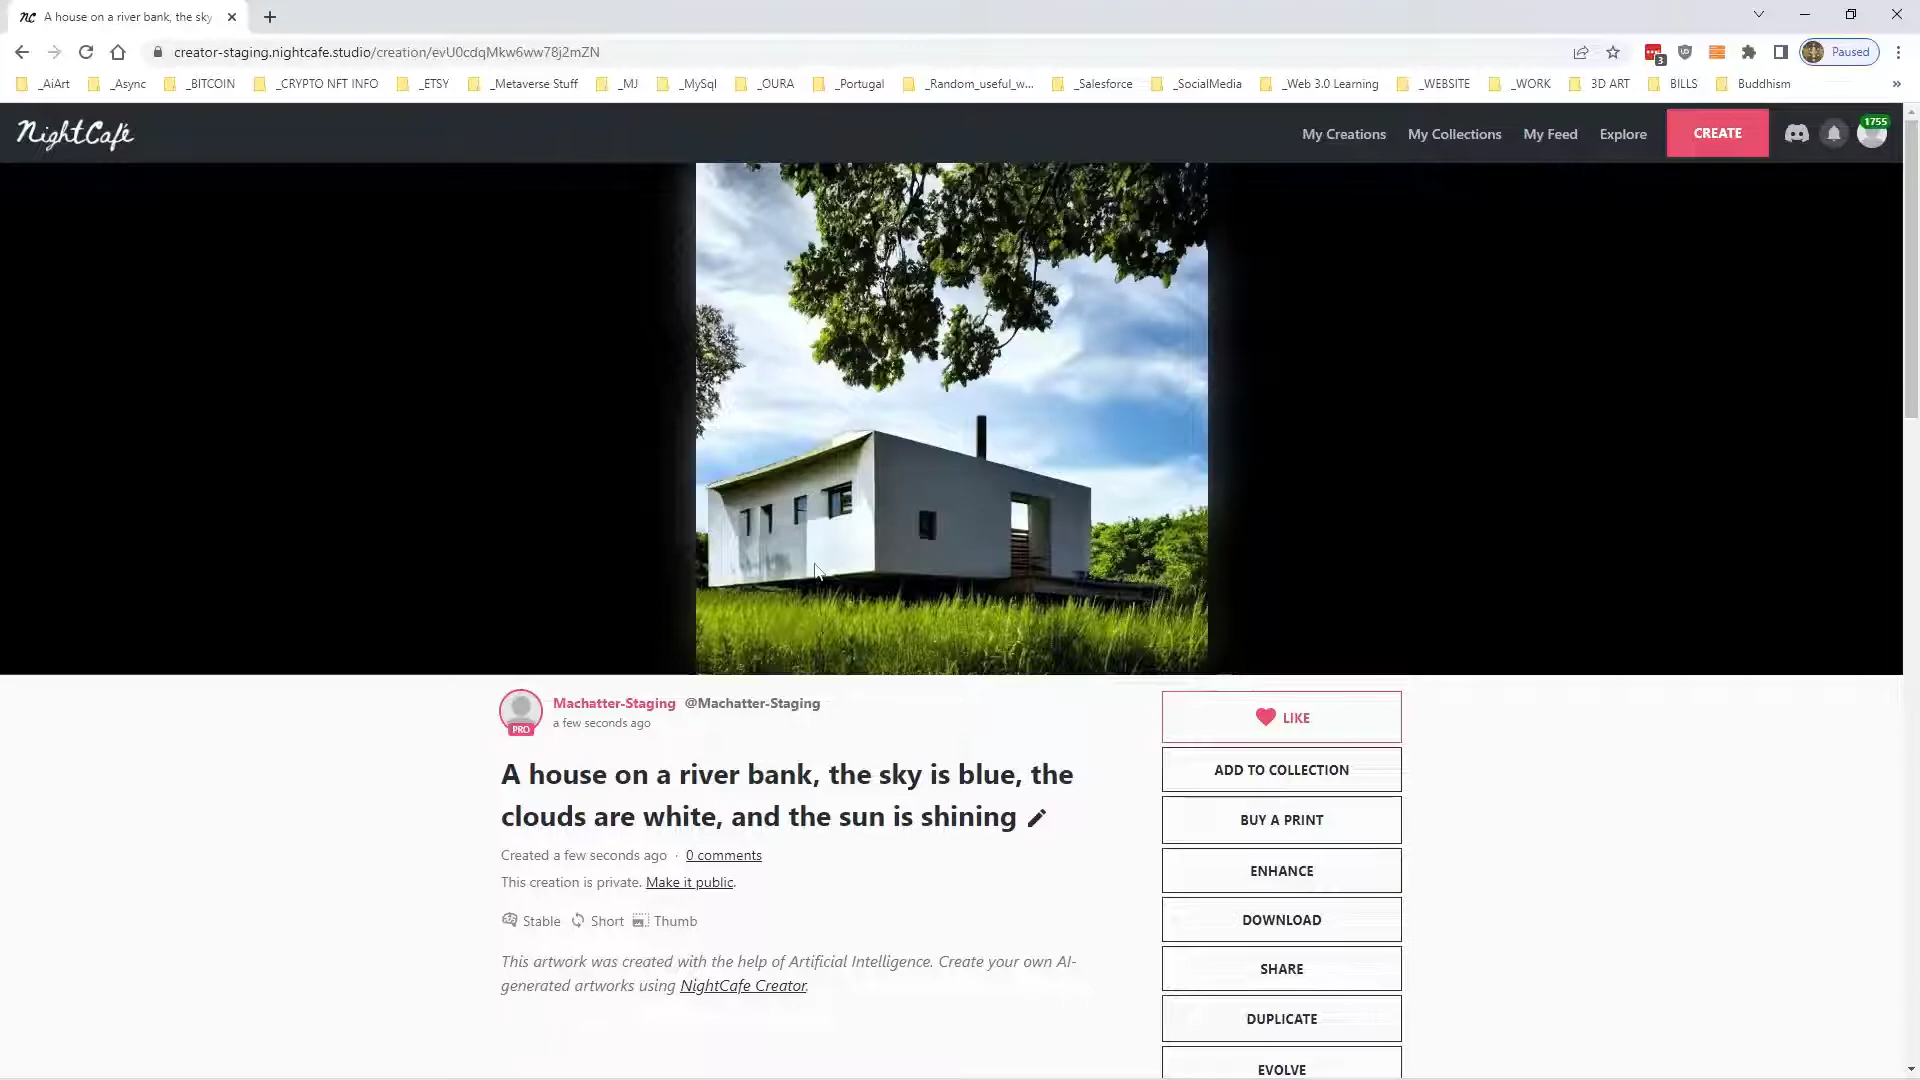 A house on a river bank, the sky
creator-staging.nightcafe.studio/creation/evU0cdqMkw6ww78j2mZN
3
Paused
_AiArt
_Async
_BITCOIN
_CRYPTO NFT INFO
_ETSY
_Metaverse Stuff
_MJ
_MySql
_OURA
_Portugal
_Random_useful_w...
_Salesforce
_SocialMedia
_Web 3.0 Learning
_WEBSITE
_WORK
3D ART
BILLS
Buddhism
»
NightCafé
My Creations
My Collections
My Feed
Explore
CREATE
1755
PRO
Machatter-Staging @Machatter-Staging
a few seconds ago
A house on a river bank, the sky is blue, the
clouds are white, and the sun is shining
Created a few seconds ago · 0 comments
This creation is private. Make it public.
Stable Short Thumb
This artwork was created with the help of Artificial Intelligence. Create your own AI-
generated artworks using NightCafe Creator.
LIKE
ADD TO COLLECTION
BUY A PRINT
ENHANCE
DOWNLOAD
SHARE
DUPLICATE
EVOLVE